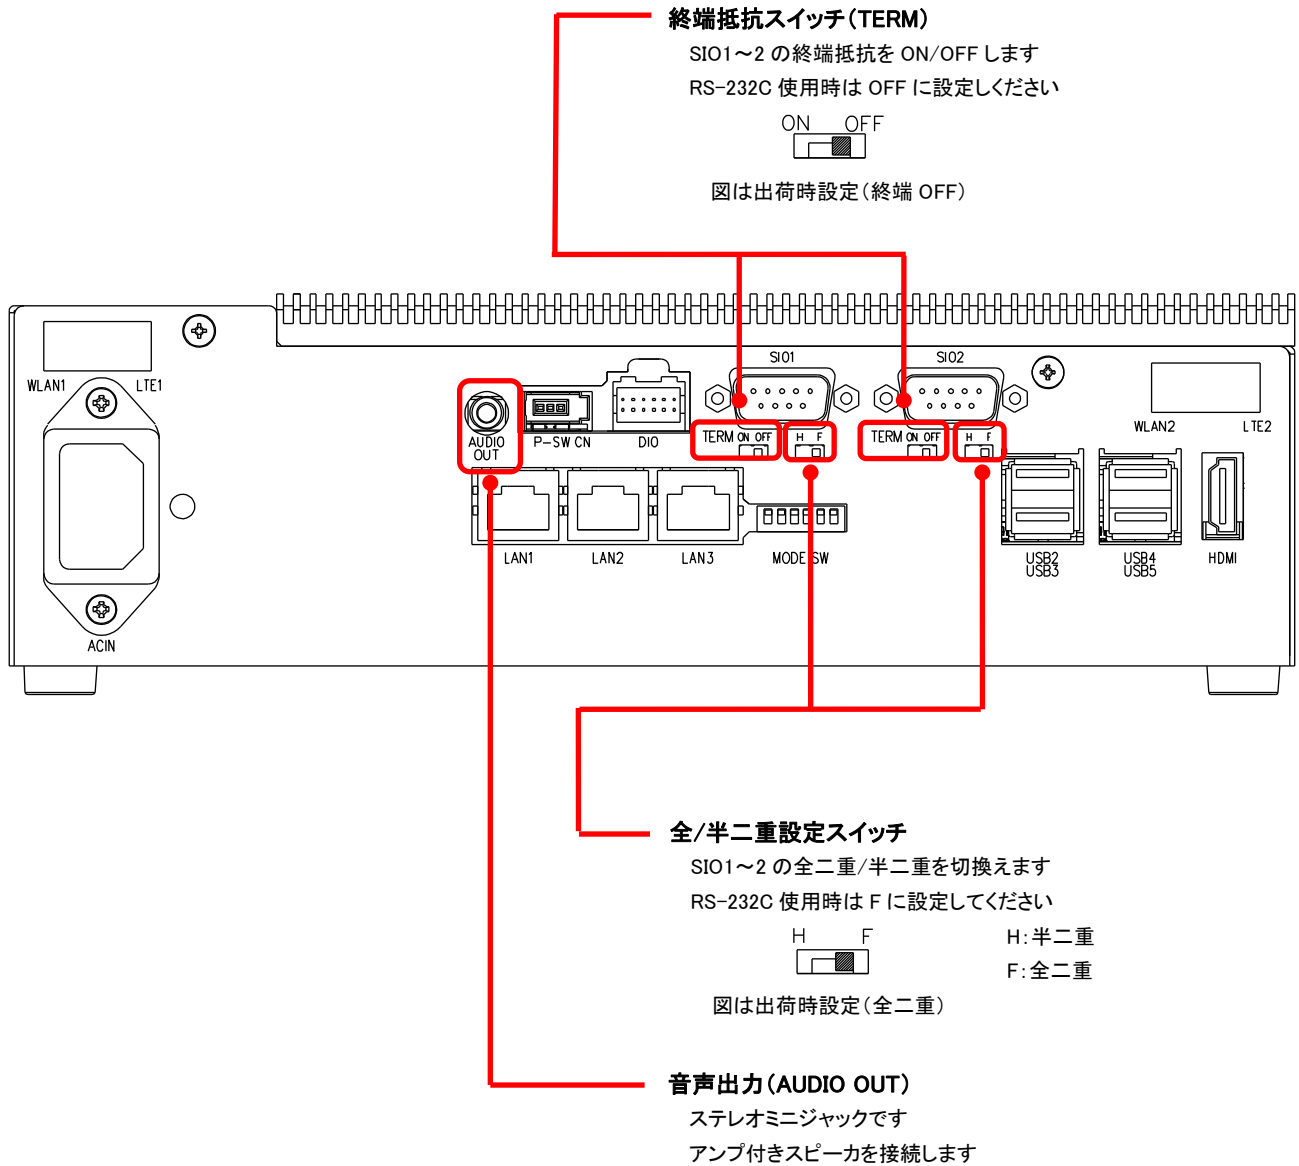 終端抵抗スイッチ(TERM)
SIO1～2 の終端抵抗を ON/OFF します
RS-232C 使用時は OFF に設定しください
ON OFF
図は出荷時設定(終端 OFF)
WLAN1 LTE1
SIO1
SIO2
WLAN2 LTE2
AUDIO OUT
P-SW CN
DIO
TERM ON OFF
H F
TERM ON OFF
H F
LAN1
LAN2
LAN3
MODE SW
USB2
USB3
USB4
USB5
HDMI
ACIN
全/半二重設定スイッチ
SIO1～2 の全二重/半二重を切換えます
RS-232C 使用時は F に設定してください
H F
H:半二重
F:全二重
図は出荷時設定(全二重)
音声出力(AUDIO OUT)
ステレオミニジャックです
アンプ付きスピーカを接続します